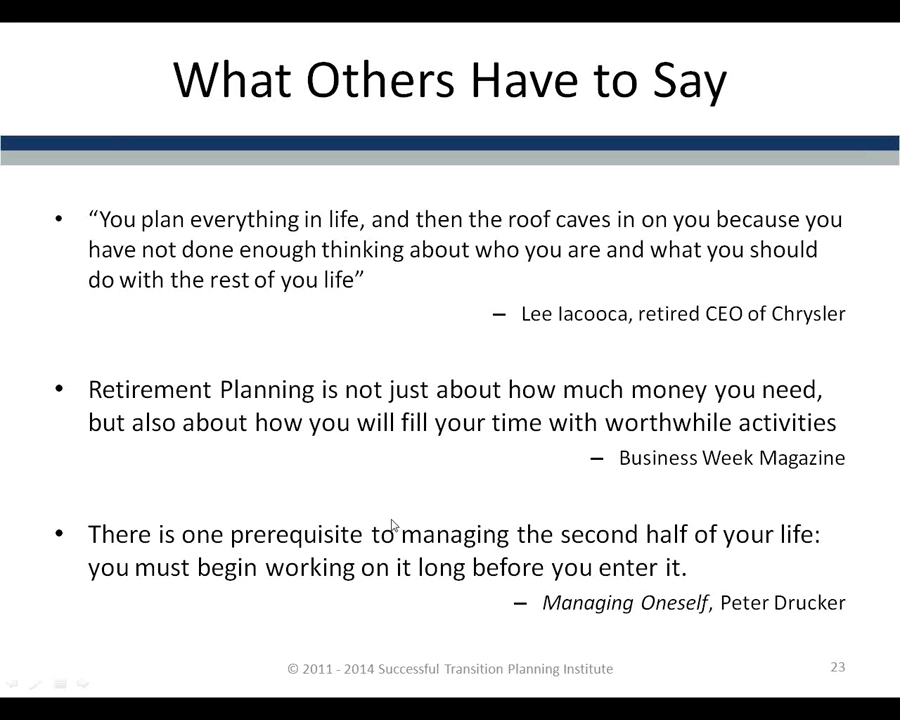 What Others Have to Say
• “You plan everything in life, and then the roof caves in on you because you
have not done enough thinking about who you are and what you should
do with the rest of you life”
– Lee Iacooca, retired CEO of Chrysler
• Retirement Planning is not just about how much money you need,
but also about how you will fill your time with worthwhile activities
– Business Week Magazine
• There is one prerequisite to managing the second half of your life:
you must begin working on it long before you enter it.
– Managing Oneself, Peter Drucker
© 2011 - 2014 Successful Transition Planning Institute
23